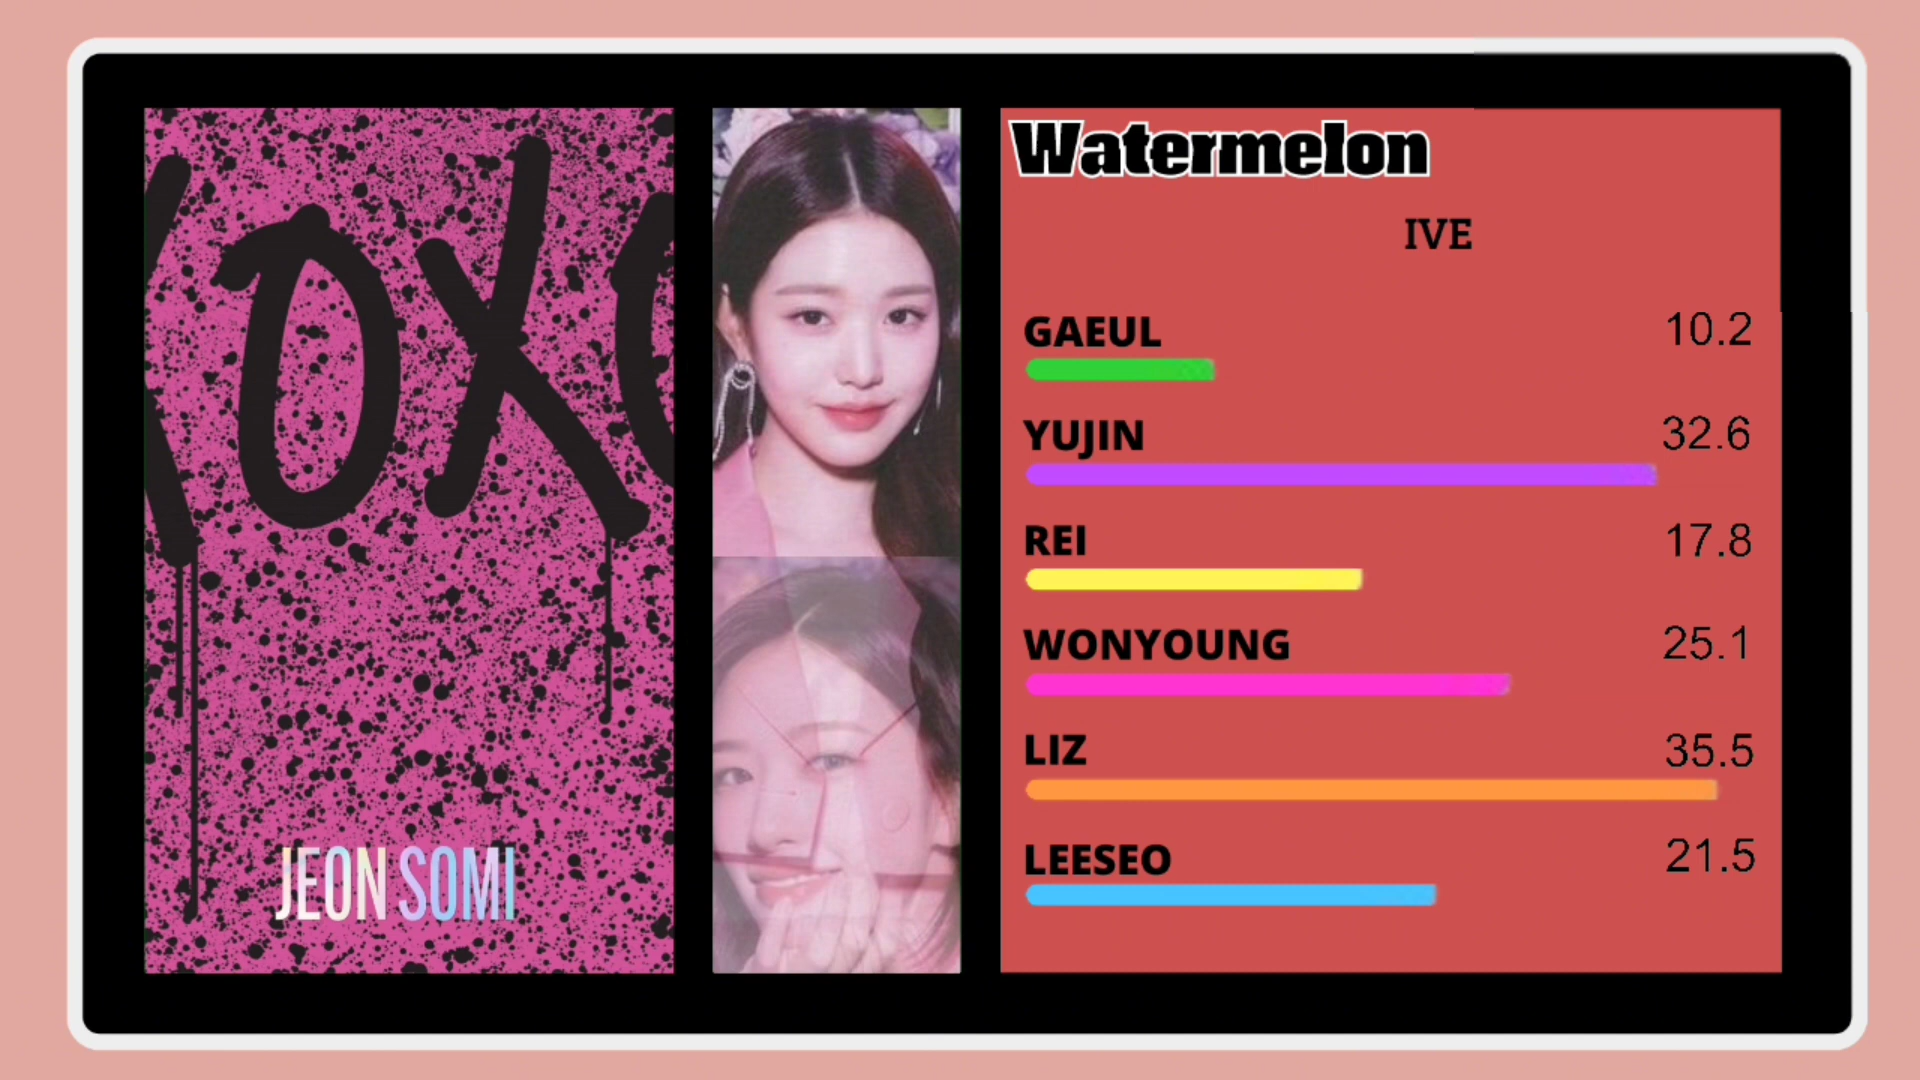 XOXO
JEON SOMI
Watermelon
IVE
GAEUL 10.2
YUJIN 32.6
REI 17.8
WONYOUNG 25.1
LIZ 35.5
LEESEO 21.5